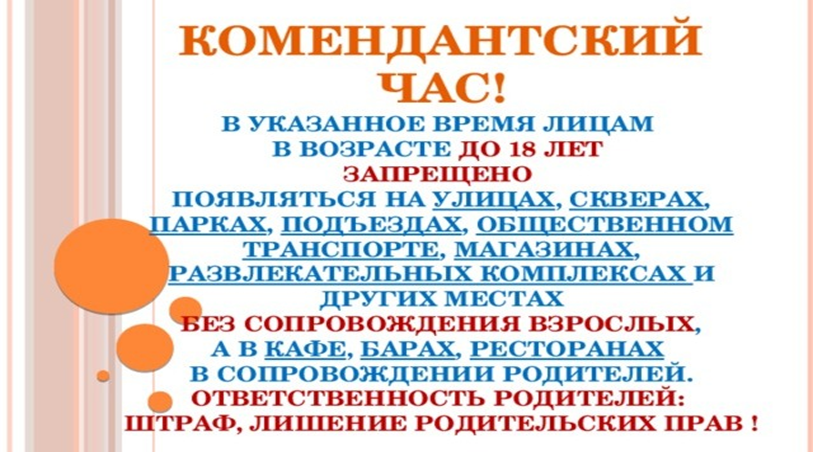 КОМЕНДАНТСКИЙ
ЧАС!
В УКАЗАННОЕ ВРЕМЯ ЛИЦАМ
В ВОЗРАСТЕ ДО 18 ЛЕТ
ЗАПРЕЩЕНО
ПОЯВЛЯТЬСЯ НА УЛИЦАХ, СКВЕРАХ,
ПАРКАХ, ПОДЪЕЗДАХ, ОБЩЕСТВЕННОМ
ТРАНСПОРТЕ, МАГАЗИНАХ,
РАЗВЛЕКАТЕЛЬНЫХ КОМПЛЕКСАХ И
ДРУГИХ МЕСТАХ
БЕЗ СОПРОВОЖДЕНИЯ ВЗРОСЛЫХ,
А В КАФЕ, БАРАХ, РЕСТОРАНАХ
В СОПРОВОЖДЕНИИ РОДИТЕЛЕЙ.
ОТВЕТСТВЕННОСТЬ РОДИТЕЛЕЙ:
ШТРАФ, ЛИШЕНИЕ РОДИТЕЛЬСКИХ ПРАВ !